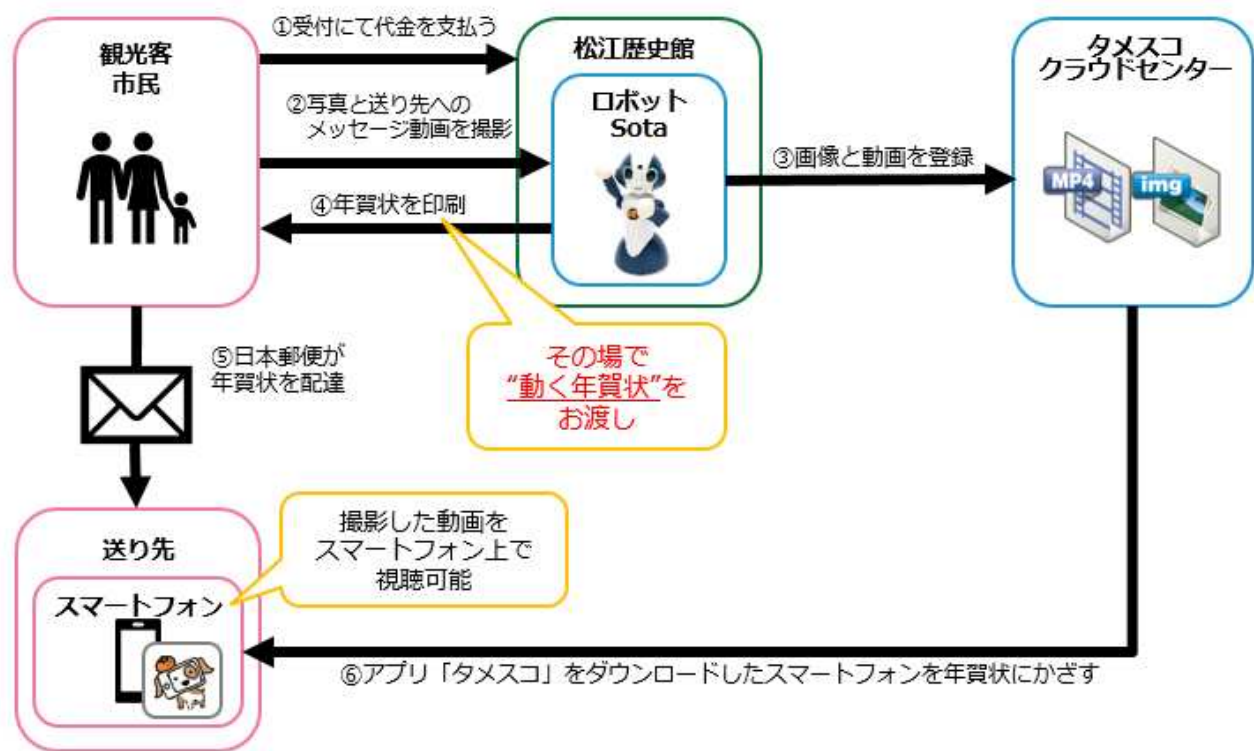 観光客
市民
①受付にて代金を支払う
②写真と送り先への
メッセージ動画を撮影
④年賀状を印刷
松江歴史館
ロボット
Sota
③画像と動画を登録
タメスコ
クラウドセンター
MP4
img
その場で
“動く年賀状”を
お渡し
⑤日本郵便が
年賀状を配達
送り先
スマートフォン
撮影した動画を
スマートフォン上で
視聴可能
⑥アプリ「タメスコ」をダウンロードしたスマートフォンを年賀状にかざす